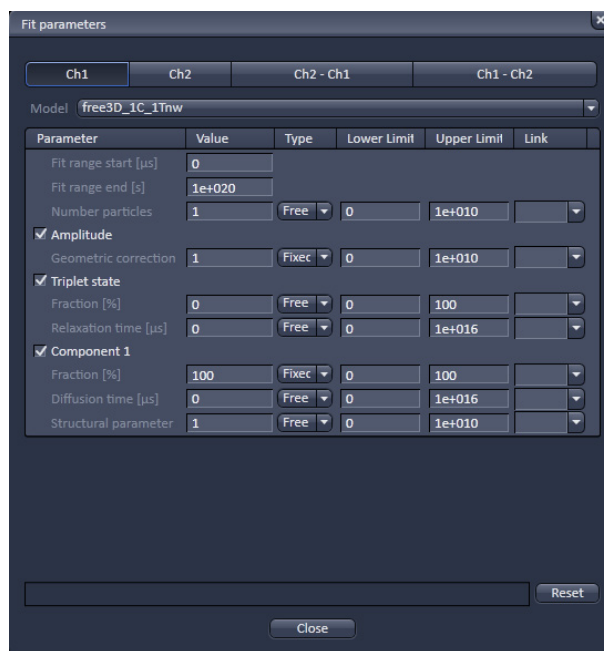 Fit parameters
Ch1 Ch2 Ch2 - Ch1 Ch1 - Ch2
Model free3D_1C_1Tnw
Parameter Value Type Lower Limit Upper Limit Link
Fit range start [µs] 0
Fit range end [s] 1e+020
Number particles 1 Free 0 1e+010
Amplitude
Geometric correction 1 Fixec 0 1e+010
Triplet state
Fraction [%] 0 Free 0 100
Relaxation time [µs] 0 Free 0 1e+016
Component 1
Fraction [%] 100 Fixec 0 100
Diffusion time [µs] 0 Free 0 1e+016
Structural parameter 1 Free 0 1e+010
Reset
Close